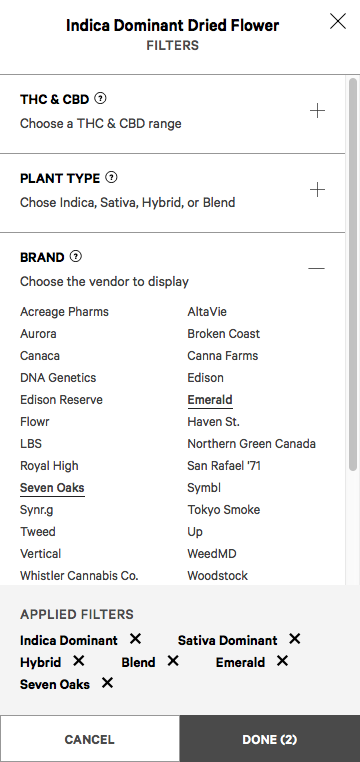 Indica Dominant Dried Flower
FILTERS
THC & CBD ?
Choose a THC & CBD range
PLANT TYPE ?
Chose Indica, Sativa, Hybrid, or Blend
BRAND ?
Choose the vendor to display
Acreage Pharms AltaVie
Aurora Broken Coast
Canaca Canna Farms
DNA Genetics Edison
Edison Reserve Emerald
Flowr Haven St.
LBS Northern Green Canada
Royal High San Rafael '71
Seven Oaks Symbl
Synr.g Tokyo Smoke
Tweed Up
Vertical WeedMD
Whistler Cannabis Co. Woodstock
APPLIED FILTERS
Indica Dominant Sativa Dominant
Hybrid Blend Emerald
Seven Oaks
CANCEL DONE (2)